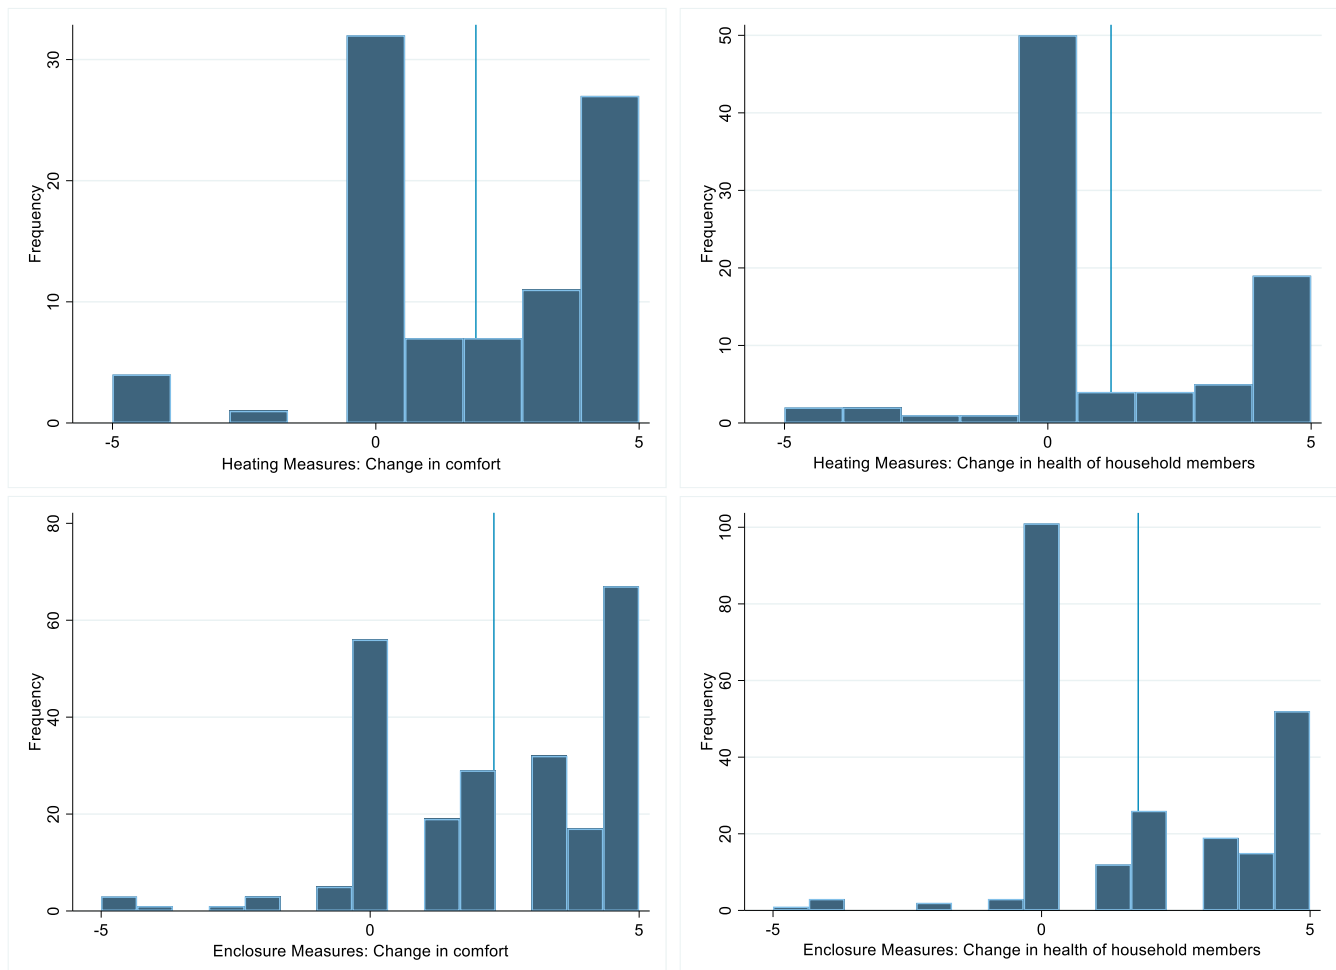 30
20
10
0
Frequency
-5 0 5
Heating Measures: Change in comfort
50
40
30
20
10
0
Frequency
-5 0 5
Heating Measures: Change in health of household members
80
60
40
20
0
Frequency
-5 0 5
Enclosure Measures: Change in comfort
100
80
60
40
20
0
Frequency
-5 0 5
Enclosure Measures: Change in health of household members